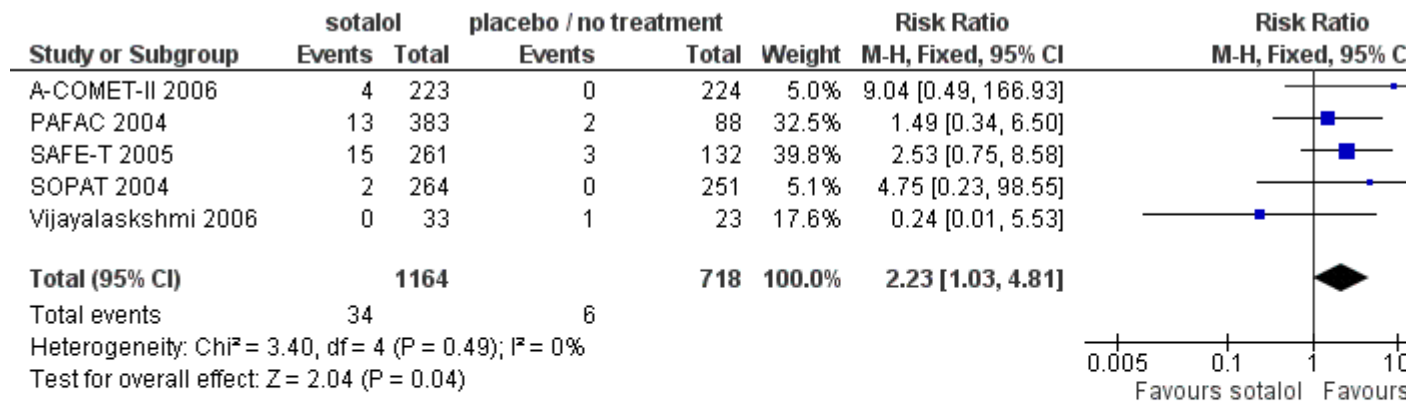 sotalol placebo / no treatment Risk Ratio Risk Ratio
Study or Subgroup Events Total Events Total Weight M-H, Fixed, 95% CI M-H, Fixed, 95% C
A-COMET-II 2006 4 223 0 224 5.0% 9.04 [0.49, 166.93]
PAFAC 2004 13 383 2 88 32.5% 1.49 [0.34, 6.50]
SAFE-T 2005 15 261 3 132 39.8% 2.53 [0.75, 8.58]
SOPAT 2004 2 264 0 251 5.1% 4.75 [0.23, 98.55]
Vijayalaskshmi 2006 0 33 1 23 17.6% 0.24 [0.01, 5.53]
Total (95% CI) 1164 718 100.0% 2.23 [1.03, 4.81]
Total events 34 6
Heterogeneity: Chi² = 3.40, df = 4 (P = 0.49); I² = 0%
Test for overall effect: Z = 2.04 (P = 0.04)
0.005 0.1 1 10
Favours sotalol Favours